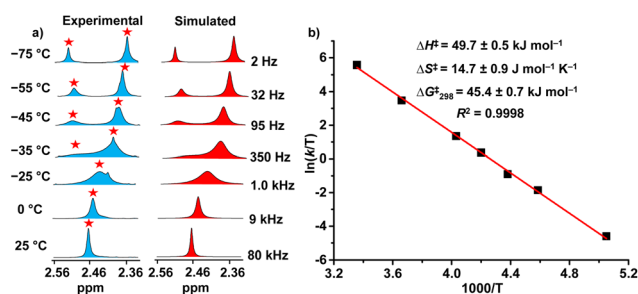 a) Experimental Simulated
−75 °C 2 Hz
−55 °C 32 Hz
−45 °C 95 Hz
−35 °C 350 Hz
−25 °C 1.0 kHz
0 °C 9 kHz
25 °C 80 kHz
2.56 2.46 2.36 2.56 2.46 2.36
ppm ppm
b)
ΔH‡ = 49.7 ± 0.5 kJ mol⁻¹
ΔS‡ = 14.7 ± 0.9 J mol⁻¹ K⁻¹
ΔG‡₂₉₈ = 45.4 ± 0.7 kJ mol⁻¹
R² = 0.9998
ln(k/T)
6
4
2
0
-2
-4
-6
3.2 3.6 4.0 4.4 4.8 5.2
1000/T